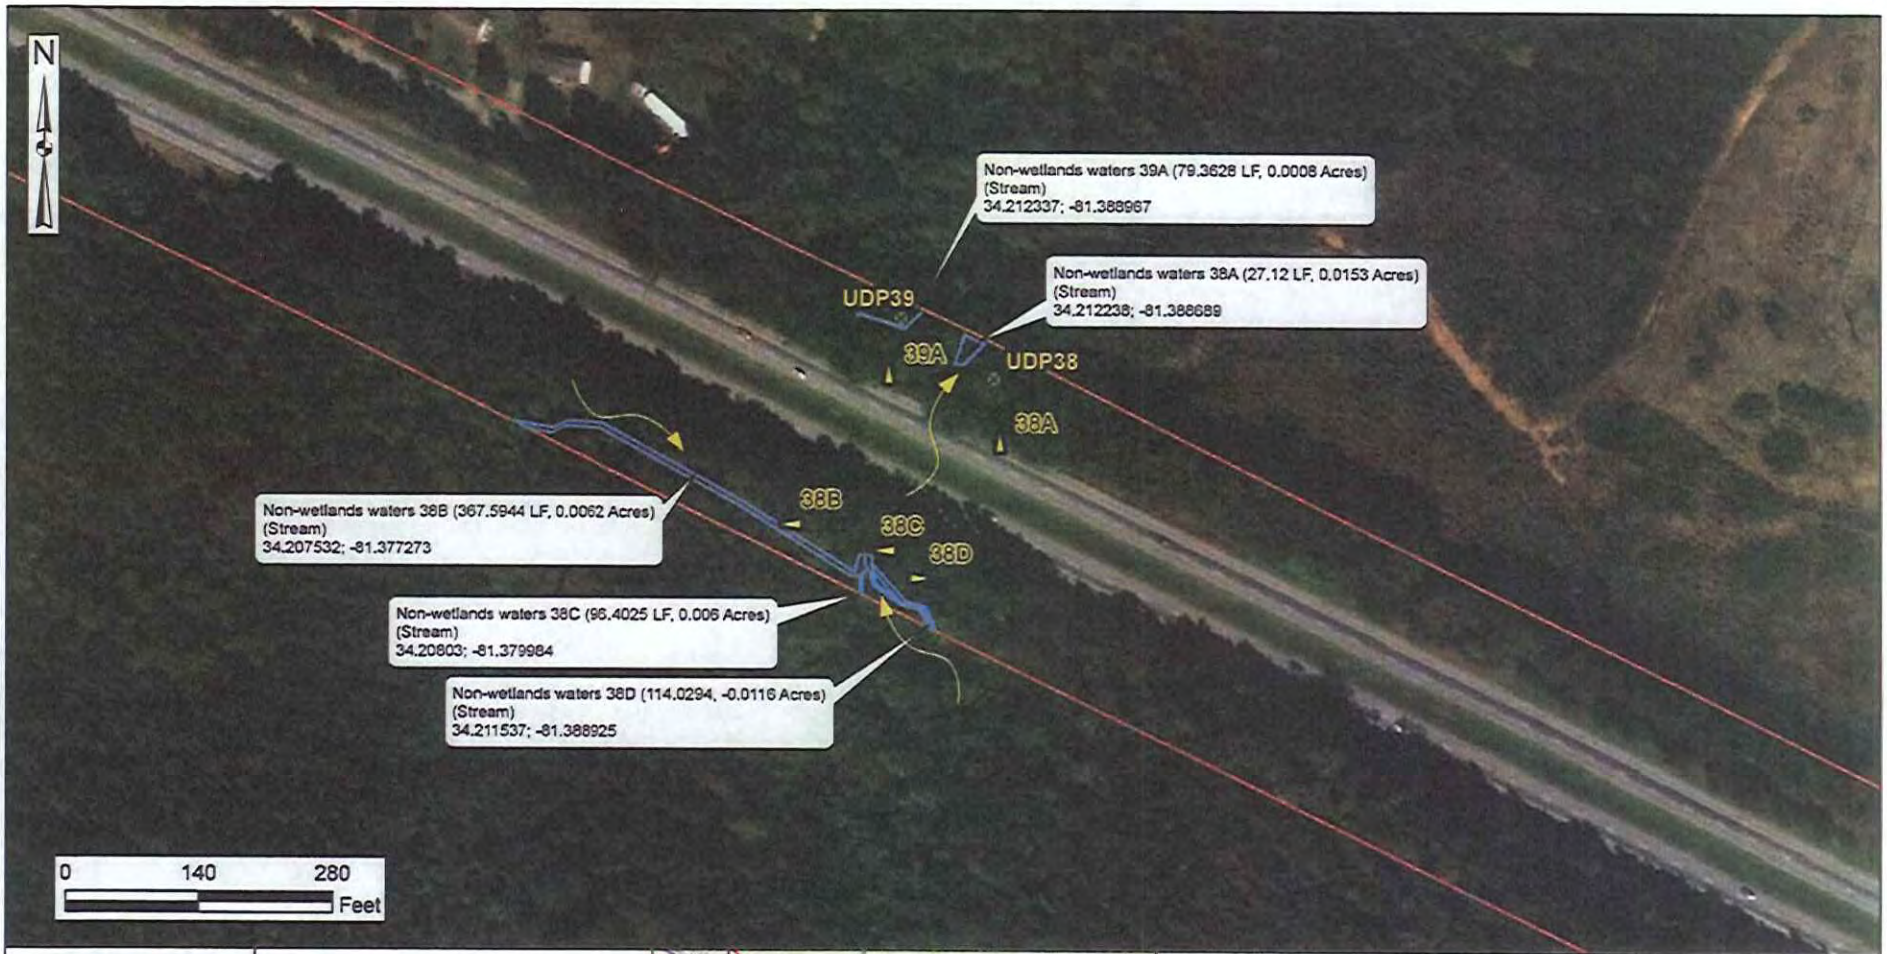 N
Non-wetlands waters 39A (79.3628 LF, 0.0008 Acres)
(Stream)
34.212337; -81.388967
Non-wetlands waters 38A (27.12 LF, 0.0153 Acres)
(Stream)
34.212238; -81.388689
UDP39
39A
UDP38
38A
38B
38C
38D
Non-wetlands waters 38B (367.5944 LF, 0.0062 Acres)
(Stream)
34.207532; -81.377273
Non-wetlands waters 38C (96.4025 LF, 0.006 Acres)
(Stream)
34.20803; -81.379984
Non-wetlands waters 38D (114.0294, -0.0116 Acres)
(Stream)
34.211537; -81.388925
0 140 280
Feet